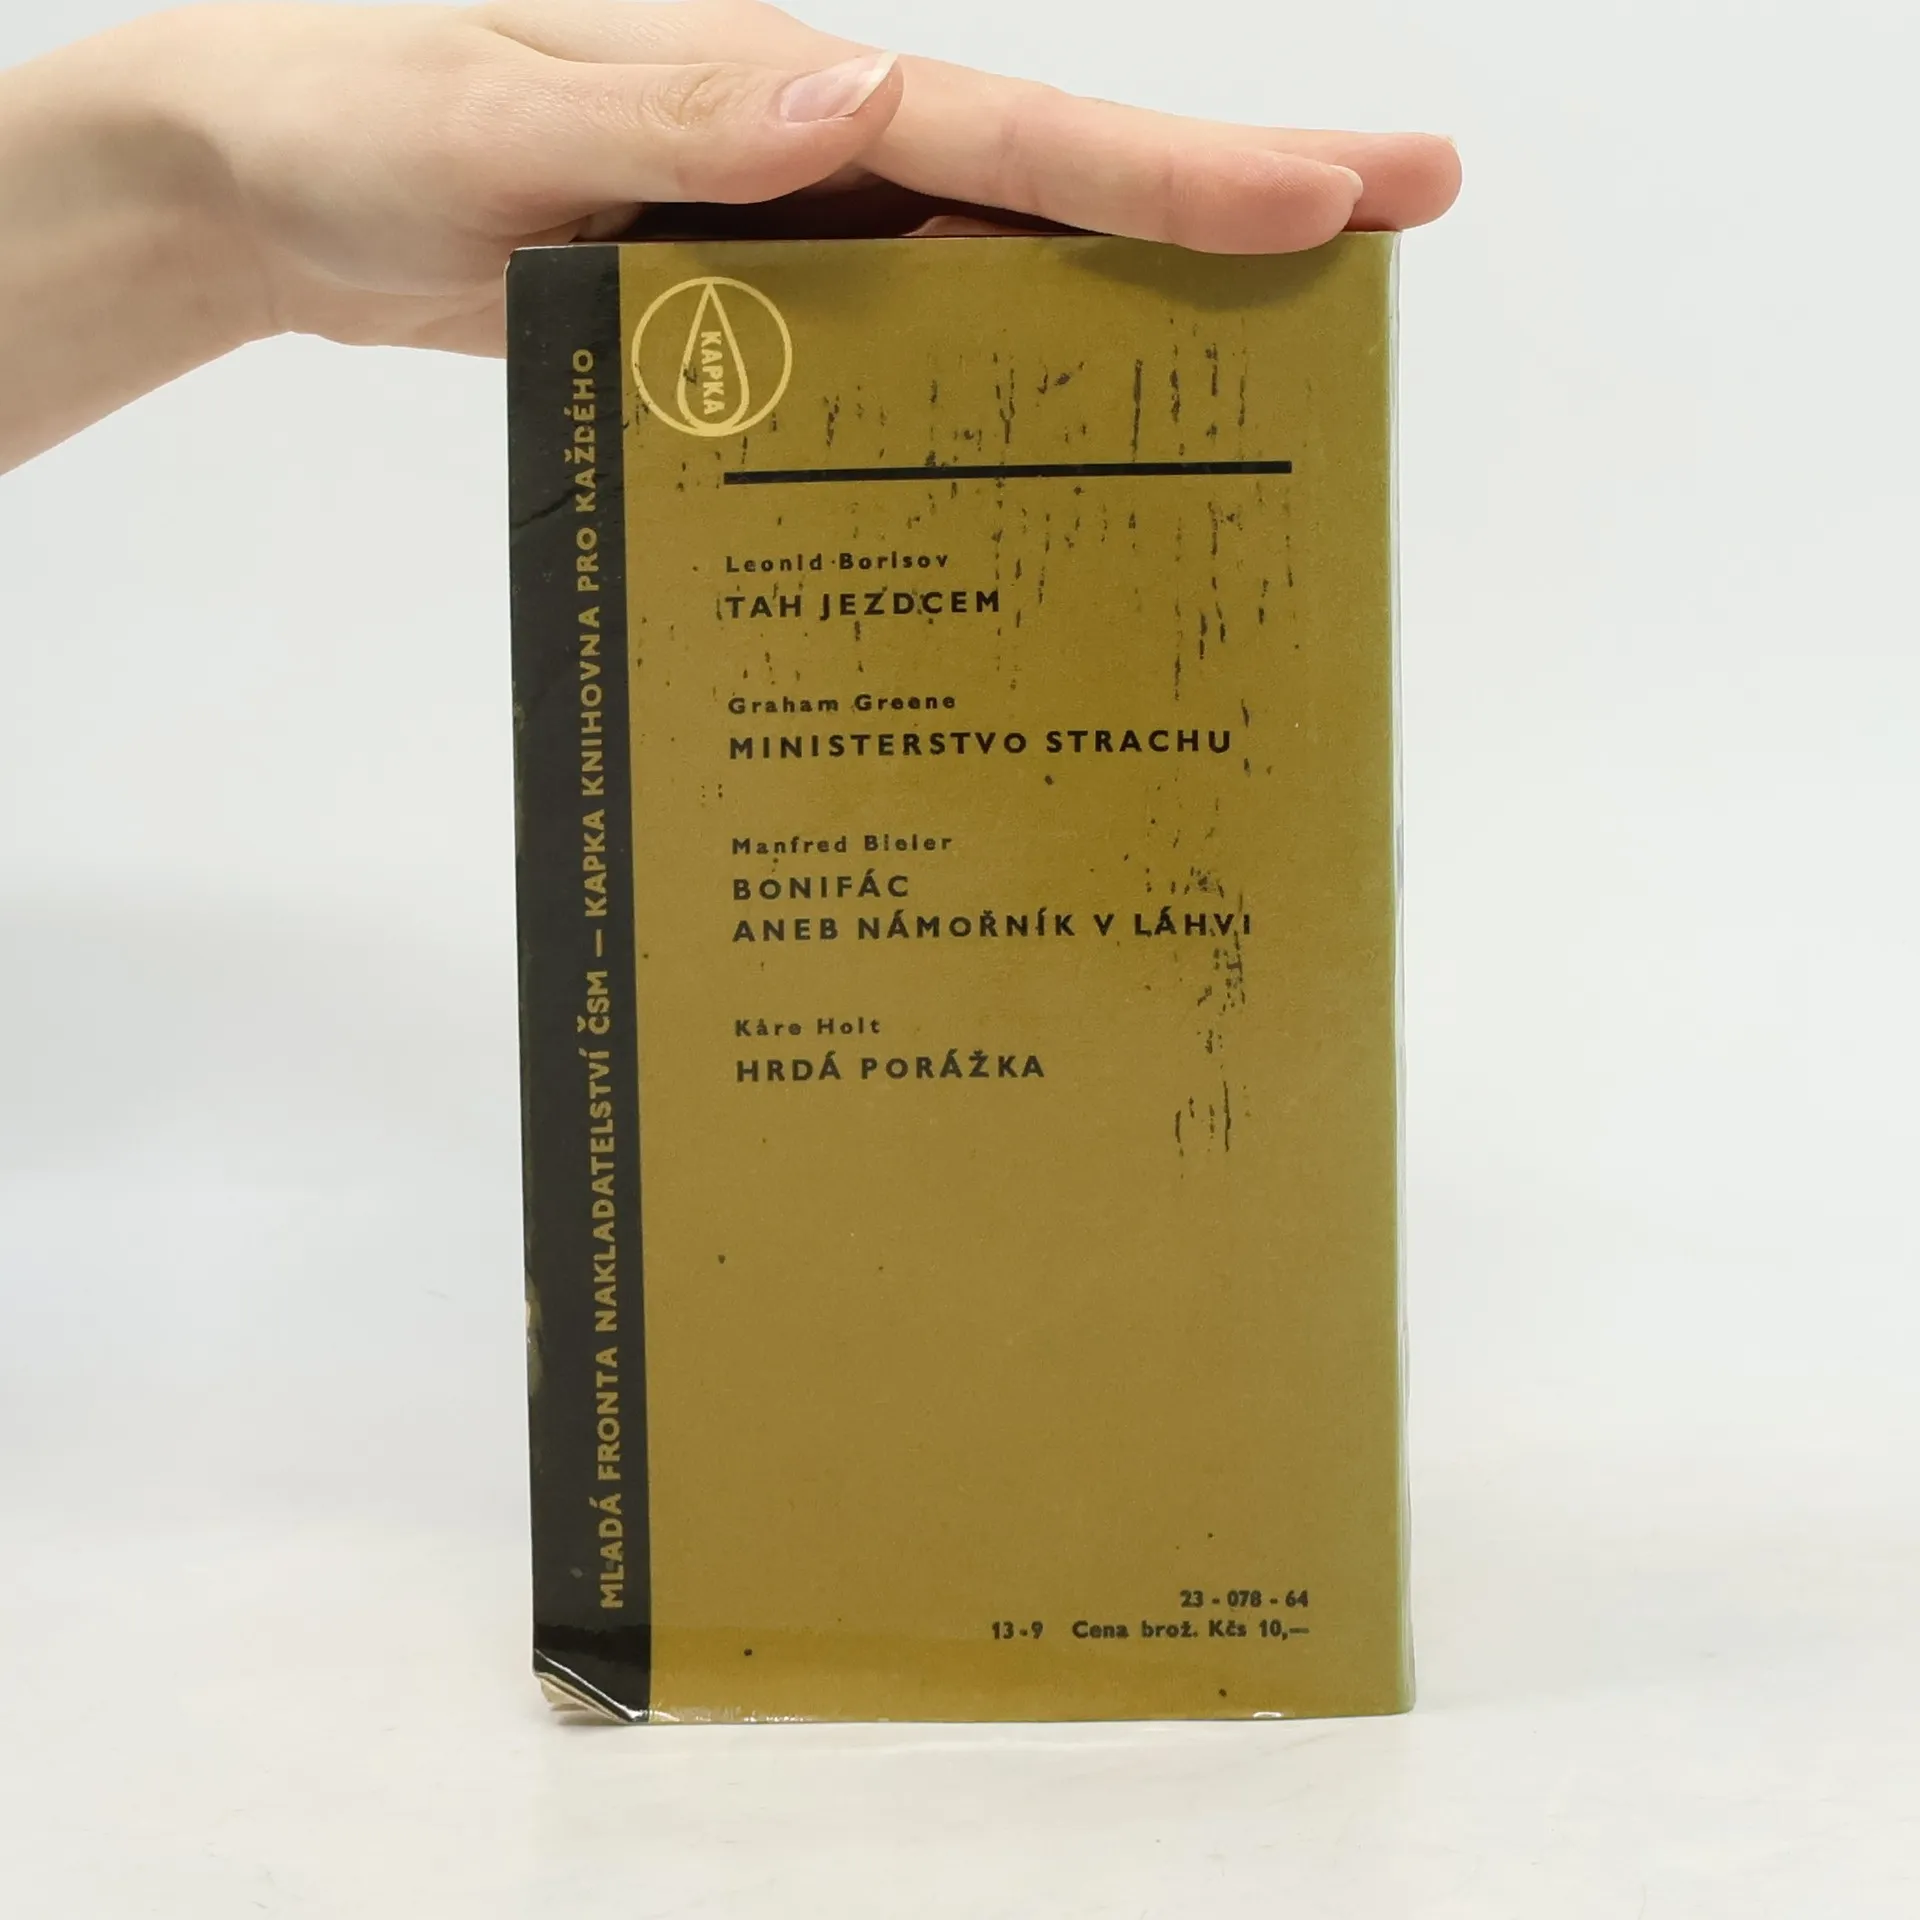 KAPKA
MLADÁ FRONTA NAKLADATELSTVÍ ČSM — KAPKA KNIHOVNA PRO KAŽDÉHO
Leonid Borisov
TAH JEZDCEM
Graham Greene
MINISTERSTVO STRACHU
Manfred Bieler
BONIFÁC
ANEB NÁMOŘNÍK V LÁHVI
Kåre Holt
HRDÁ PORÁŽKA
23 - 078 - 64
13-9 Cena brož. Kčs 10,—